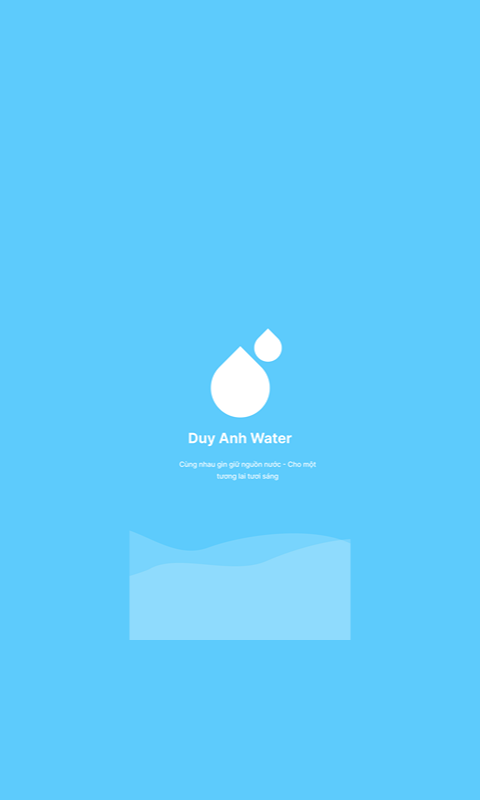 Duy Anh Water
Cùng nhau gìn giữ nguồn nước - Cho một
tương lai tươi sáng